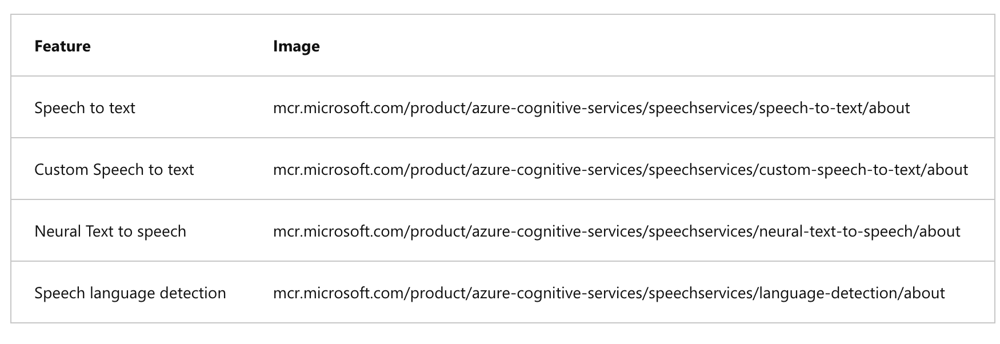 Feature Image
Speech to text mcr.microsoft.com/product/azure-cognitive-services/speechservices/speech-to-text/about
Custom Speech to text mcr.microsoft.com/product/azure-cognitive-services/speechservices/custom-speech-to-text/about
Neural Text to speech mcr.microsoft.com/product/azure-cognitive-services/speechservices/neural-text-to-speech/about
Speech language detection mcr.microsoft.com/product/azure-cognitive-services/speechservices/language-detection/about